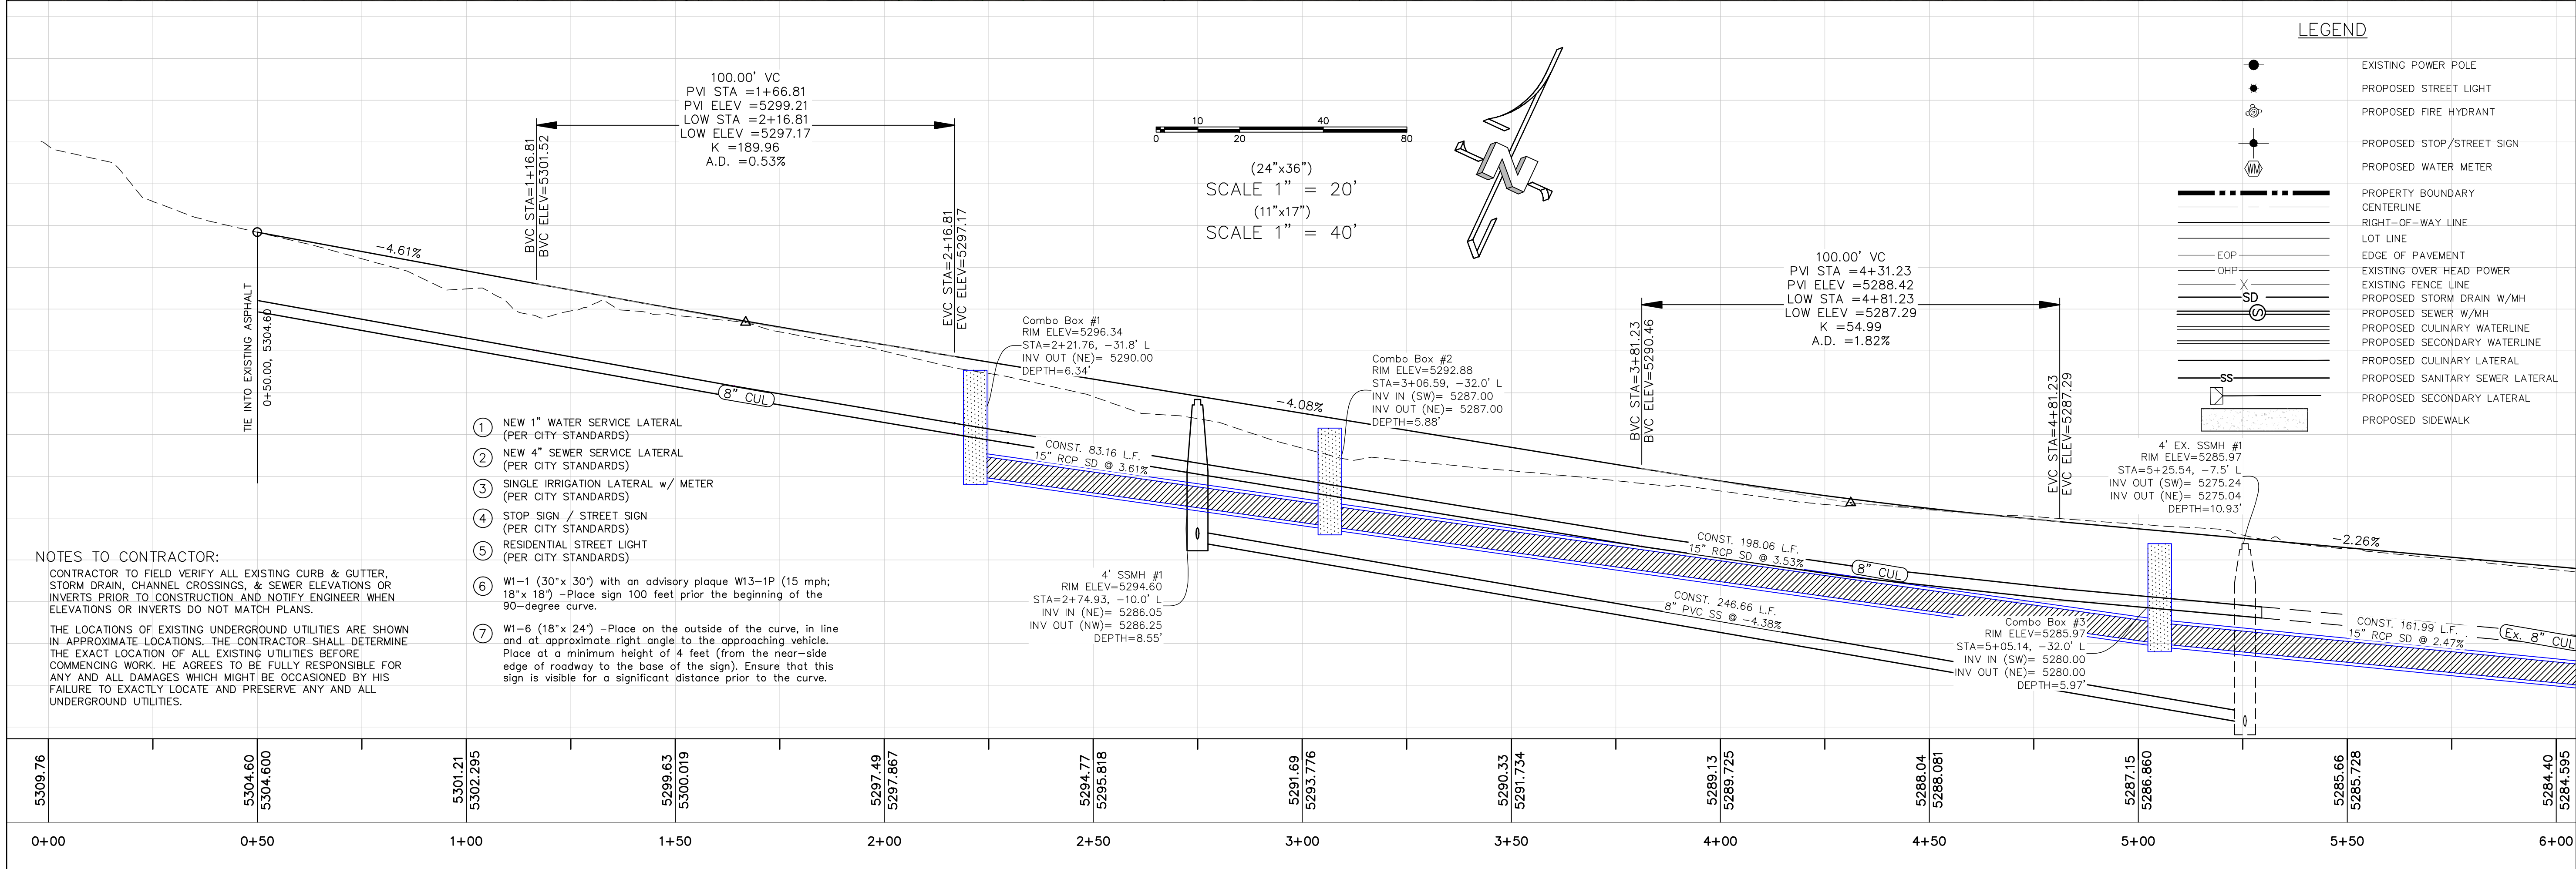 LEGEND
EXISTING POWER POLE
PROPOSED STREET LIGHT
PROPOSED FIRE HYDRANT
PROPOSED STOP/STREET SIGN
WM
PROPOSED WATER METER
PROPERTY BOUNDARY
CENTERLINE
RIGHT-OF-WAY LINE
LOT LINE
EOP
EDGE OF PAVEMENT
OHP
EXISTING OVER HEAD POWER
X
EXISTING FENCE LINE
SD
PROPOSED STORM DRAIN W/MH
S
PROPOSED SEWER W/MH
PROPOSED CULINARY WATERLINE
PROPOSED SECONDARY WATERLINE
PROPOSED CULINARY LATERAL
SS
PROPOSED SANITARY SEWER LATERAL
PROPOSED SECONDARY LATERAL
PROPOSED SIDEWALK
100.00' VC
PVI STA =1+66.81
PVI ELEV =5299.21
LOW STA =2+16.81
LOW ELEV =5297.17
K =189.96
A.D. =0.53%
BVC STA=1+16.81
BVC ELEV=5301.52
EVC STA=2+16.81
EVC ELEV=5297.17
10
40
0
20
80
(24"x36")
SCALE 1" = 20'
(11"x17")
SCALE 1" = 40'
N
100.00' VC
PVI STA =4+31.23
PVI ELEV =5288.42
LOW STA =4+81.23
LOW ELEV =5287.29
K =54.99
A.D. =1.82%
BVC STA=3+81.23
BVC ELEV=5290.46
EVC STA=4+81.23
EVC ELEV=5287.29
-4.61%
TIE INTO EXISTING ASPHALT
0+50.00, 5304.60
8" CUL
Combo Box #1
RIM ELEV=5296.34
STA=2+21.76, -31.8' L
INV OUT (NE)= 5290.00
DEPTH=6.34'
-4.08%
Combo Box #2
RIM ELEV=5292.88
STA=3+06.59, -32.0' L
INV IN (SW)= 5287.00
INV OUT (NE)= 5287.00
DEPTH=5.88'
CONST. 83.16 L.F.
15" RCP SD @ 3.61%
4' SSMH #1
RIM ELEV=5294.60
STA=2+74.93, -10.0' L
INV IN (NE)= 5286.05
INV OUT (NW)= 5286.25
DEPTH=8.55'
CONST. 198.06 L.F.
15" RCP SD @ 3.53%
8" CUL
CONST. 246.66 L.F.
8" PVC SS @ -4.38%
Combo Box #3
RIM ELEV=5285.97
STA=5+05.14, -32.0' L
INV IN (SW)= 5280.00
INV OUT (NE)= 5280.00
DEPTH=5.97'
4' EX. SSMH #1
RIM ELEV=5285.97
STA=5+25.54, -7.5' L
INV OUT (SW)= 5275.24
INV OUT (NE)= 5275.04
DEPTH=10.93'
-2.26%
CONST. 161.99 L.F.
15" RCP SD @ 2.47%
Ex. 8" CUL
1 NEW 1" WATER SERVICE LATERAL
(PER CITY STANDARDS)
2 NEW 4" SEWER SERVICE LATERAL
(PER CITY STANDARDS)
3 SINGLE IRRIGATION LATERAL w/ METER
(PER CITY STANDARDS)
4 STOP SIGN / STREET SIGN
(PER CITY STANDARDS)
5 RESIDENTIAL STREET LIGHT
(PER CITY STANDARDS)
6 W1-1 (30"x 30") with an advisory plaque W13-1P (15 mph;
18"x 18") -Place sign 100 feet prior the beginning of the
90-degree curve.
7 W1-6 (18"x 24") -Place on the outside of the curve, in line
and at approximate right angle to the approaching vehicle.
Place at a minimum height of 4 feet (from the near-side
edge of roadway to the base of the sign). Ensure that this
sign is visible for a significant distance prior to the curve.
NOTES TO CONTRACTOR:
CONTRACTOR TO FIELD VERIFY ALL EXISTING CURB & GUTTER,
STORM DRAIN, CHANNEL CROSSINGS, & SEWER ELEVATIONS OR
INVERTS PRIOR TO CONSTRUCTION AND NOTIFY ENGINEER WHEN
ELEVATIONS OR INVERTS DO NOT MATCH PLANS.
THE LOCATIONS OF EXISTING UNDERGROUND UTILITIES ARE SHOWN
IN APPROXIMATE LOCATIONS. THE CONTRACTOR SHALL DETERMINE
THE EXACT LOCATION OF ALL EXISTING UTILITIES BEFORE
COMMENCING WORK. HE AGREES TO BE FULLY RESPONSIBLE FOR
ANY AND ALL DAMAGES WHICH MIGHT BE OCCASIONED BY HIS
FAILURE TO EXACTLY LOCATE AND PRESERVE ANY AND ALL
UNDERGROUND UTILITIES.
5309.76
5304.60
5304.600
5301.21
5302.295
5299.63
5300.019
5297.49
5297.867
5294.77
5295.818
5291.69
5293.776
5290.33
5291.734
5289.13
5289.725
5288.04
5288.081
5287.15
5286.860
5285.66
5285.728
5284.40
5284.595
0+00
0+50
1+00
1+50
2+00
2+50
3+00
3+50
4+00
4+50
5+00
5+50
6+00